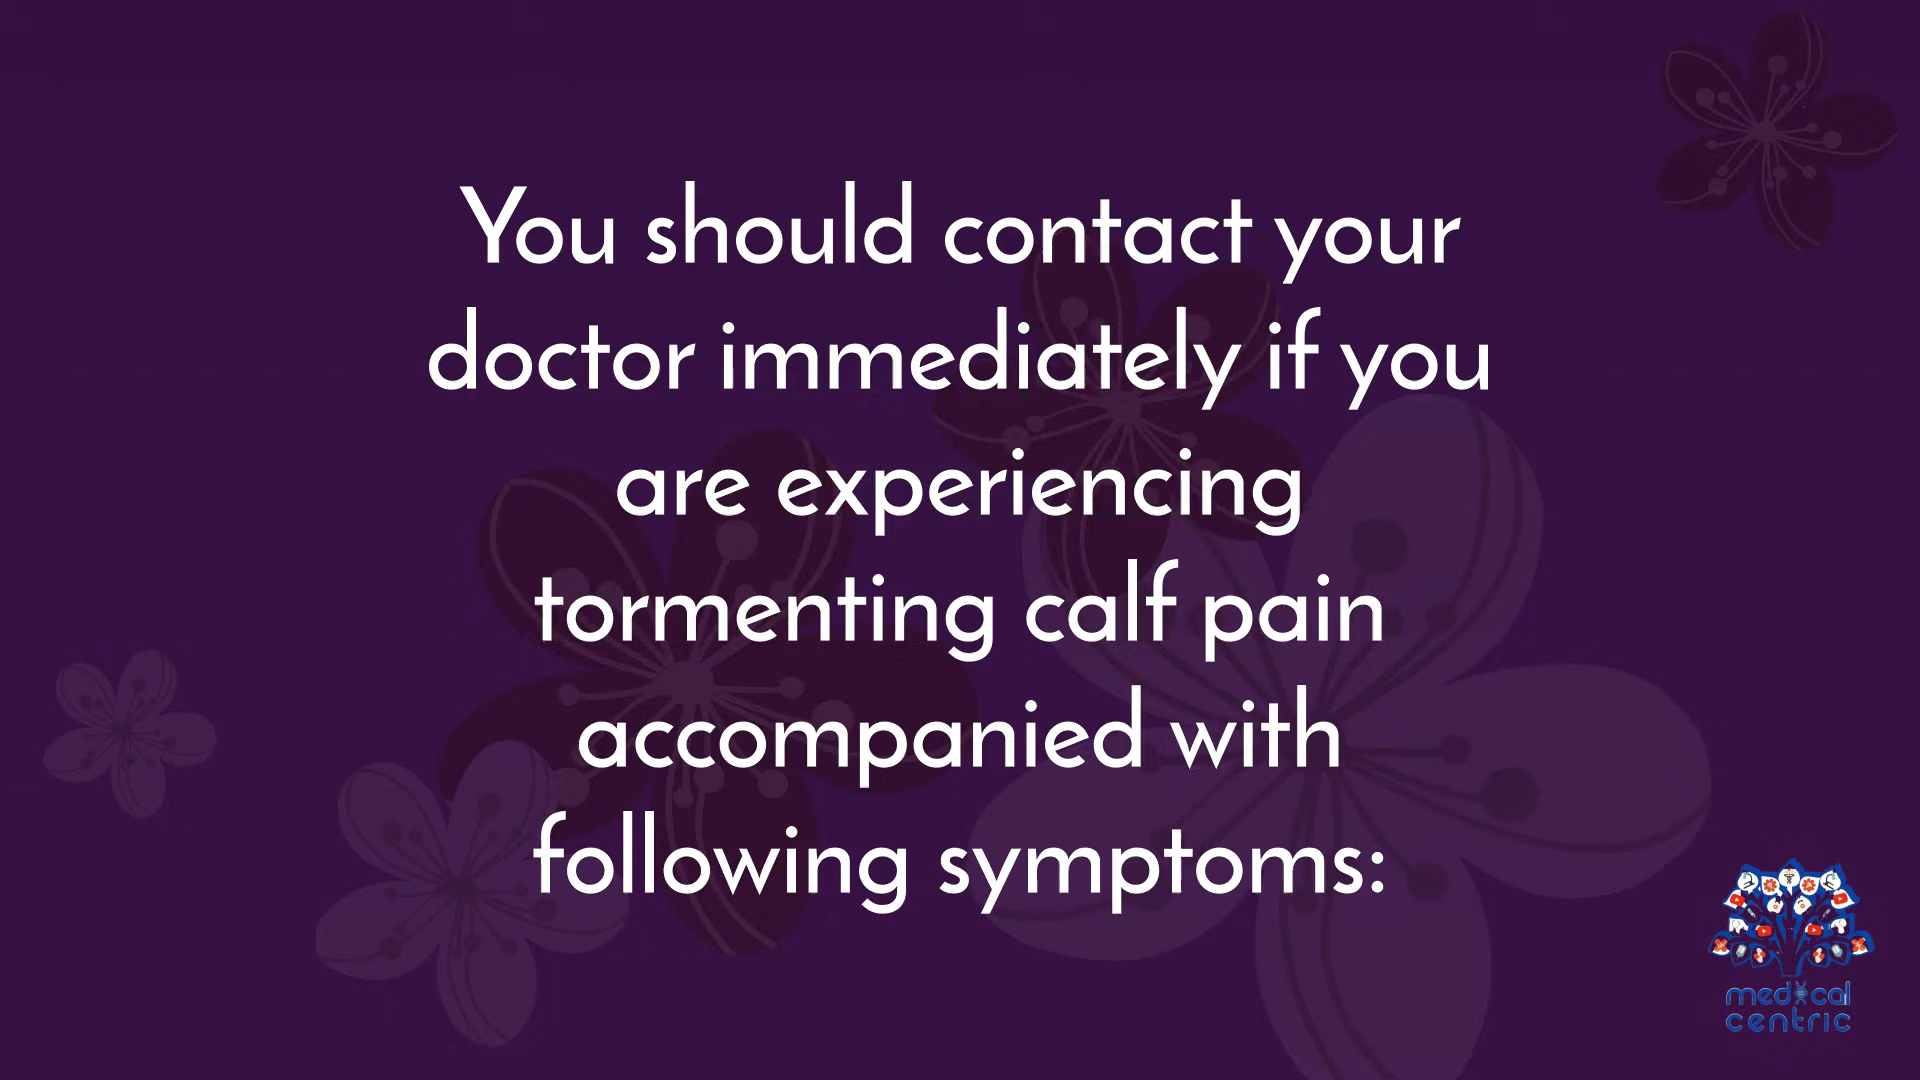 You should contact your
doctor immediately if you
are experiencing
tormenting calf pain
accompanied with
following symptoms:
medical
centric